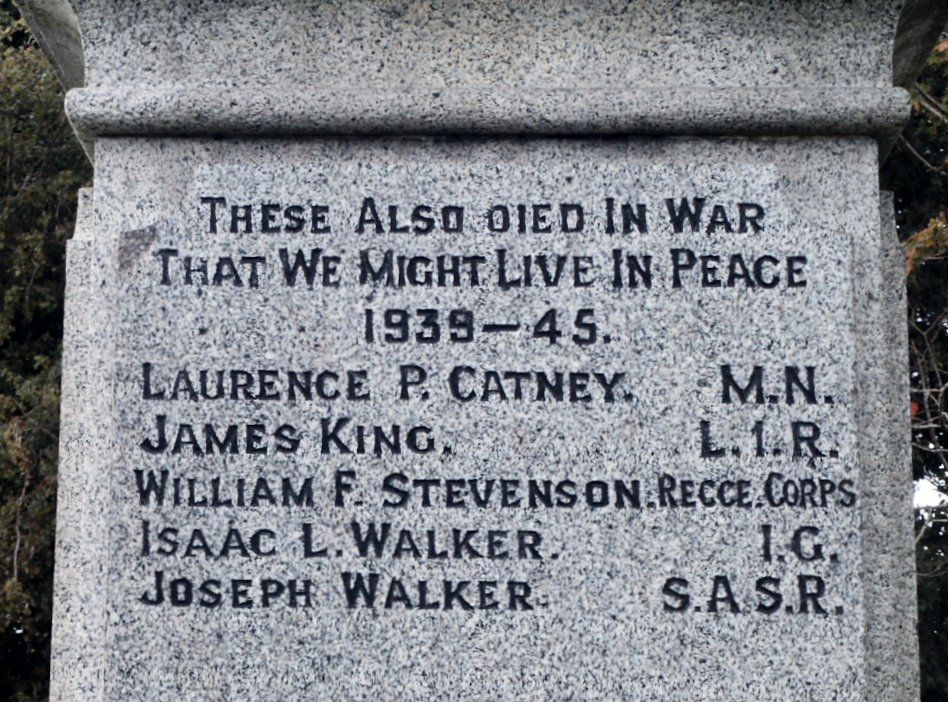 These Also Died In War
That We Might Live In Peace
1939-45.
Laurence P. Catney. M.N.
James King. L.I.R.
William F. Stevenson. Recce. Corps
Isaac L. Walker. I.G.
Joseph Walker. S.A.S.R.